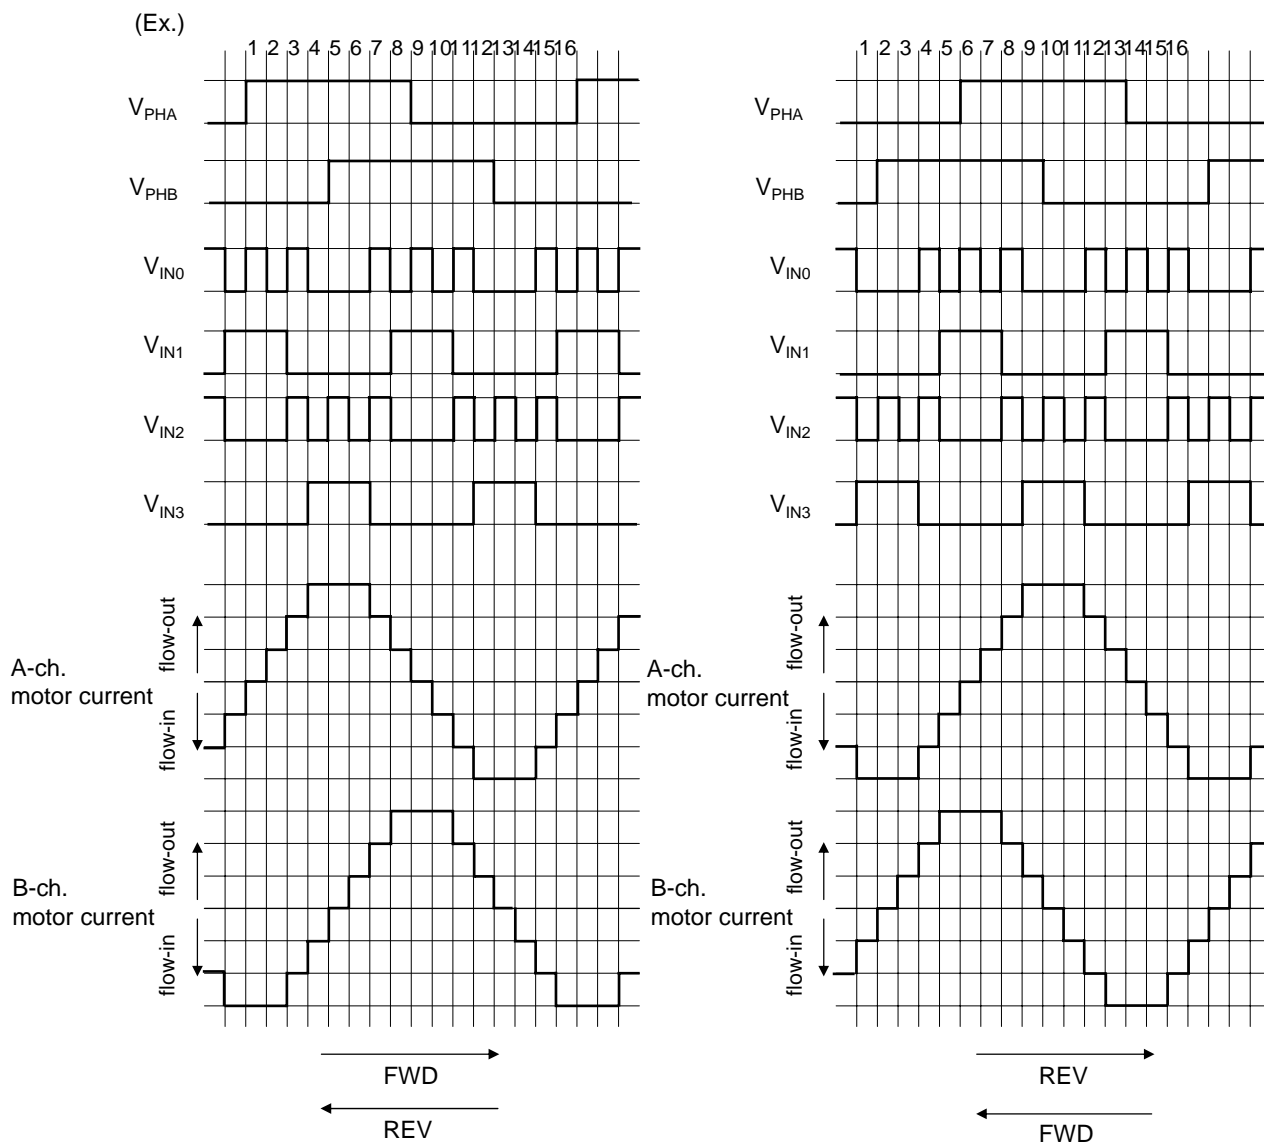 (Ex.)
1 2 3 4 5 6 7 8 9 10 11 12 13 14 15 16
VPHA
VPHB
VIN0
VIN1
VIN2
VIN3
flow-out
A-ch.
motor current
flow-in
flow-out
B-ch.
motor current
flow-in
FWD
REV
1 2 3 4 5 6 7 8 9 10 11 12 13 14 15 16
VPHA
VPHB
VIN0
VIN1
VIN2
VIN3
flow-out
A-ch.
motor current
flow-in
flow-out
B-ch.
motor current
flow-in
REV
FWD